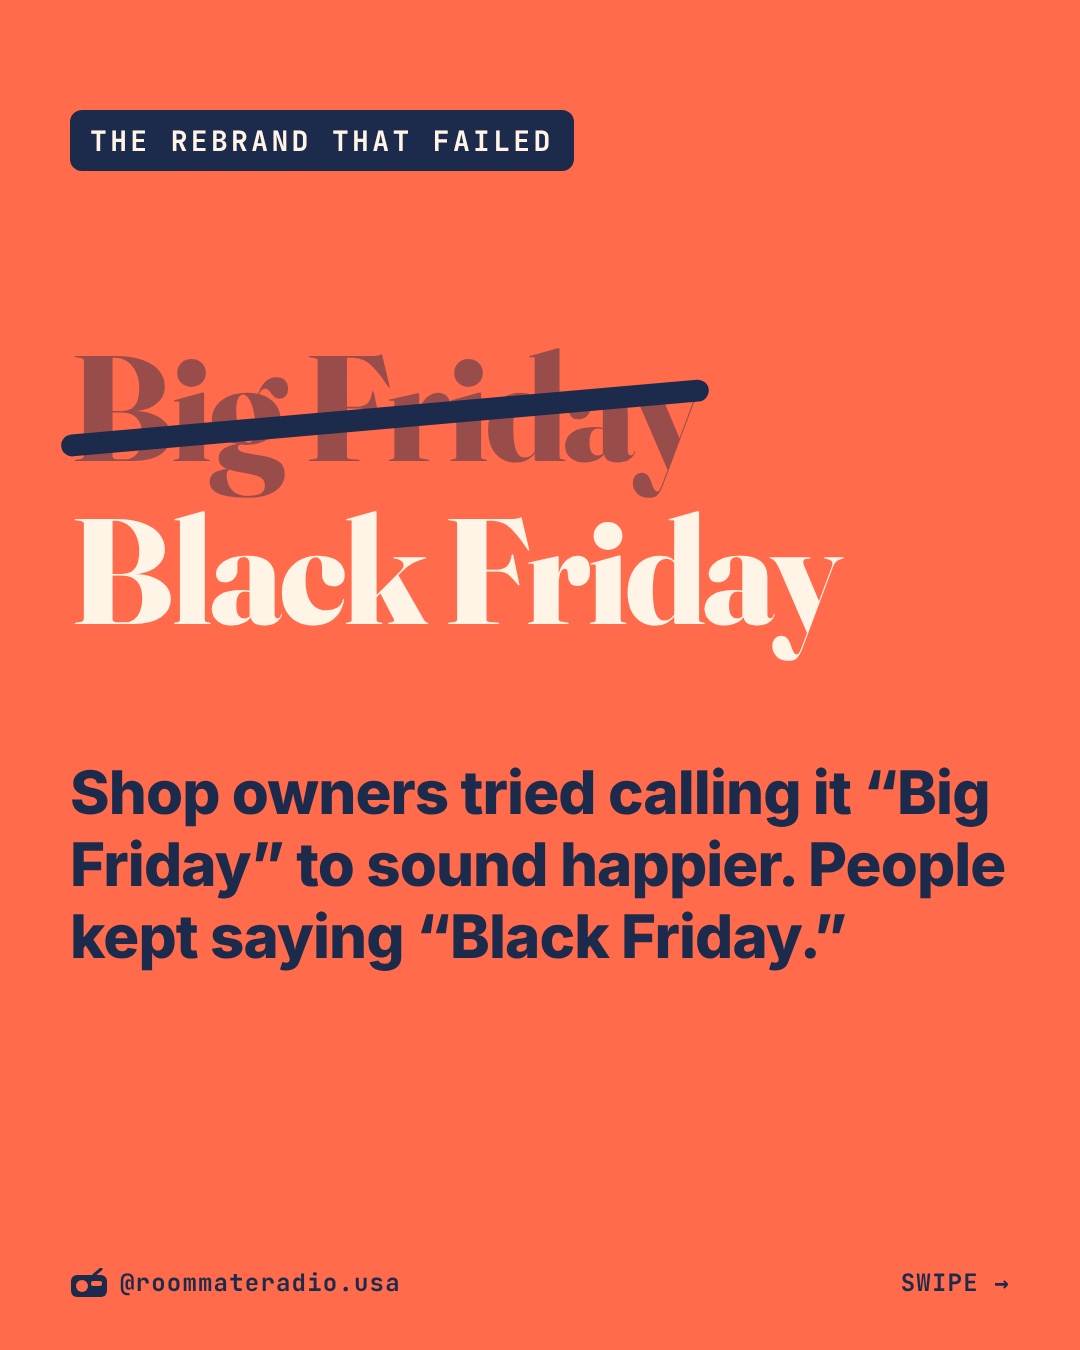 THE REBRAND THAT FAILED
Big Friday
Black Friday
Shop owners tried calling it “Big
Friday” to sound happier. People
kept saying “Black Friday.”
@roommateradio.usa
SWIPE →